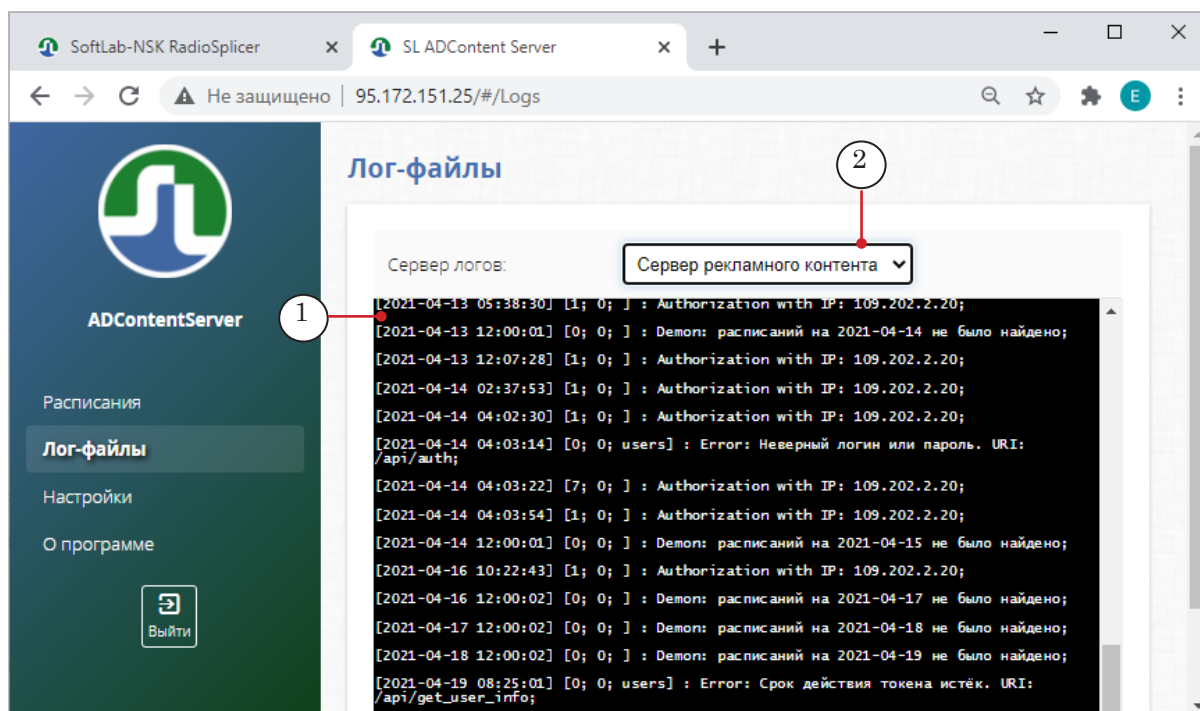 SoftLab-NSK RadioSplicer
SL ADContent Server
Не защищено
95.172.151.25/#/Logs
E
ADContentServer
Расписания
Лог-файлы
Настройки
О программе
Выйти
Лог-файлы
2
Сервер логов:
Сервер рекламного контента
1
[2021-04-13 05:38:30] [1; 0; ] : Authorization with IP: 109.202.2.20;
[2021-04-13 12:00:01] [0; 0; ] : Demon: расписаний на 2021-04-14 не было найдено;
[2021-04-13 12:07:28] [1; 0; ] : Authorization with IP: 109.202.2.20;
[2021-04-14 02:37:53] [1; 0; ] : Authorization with IP: 109.202.2.20;
[2021-04-14 04:02:30] [1; 0; ] : Authorization with IP: 109.202.2.20;
[2021-04-14 04:03:14] [0; 0; users] : Error: Неверный логин или пароль. URI:
/api/auth;
[2021-04-14 04:03:22] [7; 0; ] : Authorization with IP: 109.202.2.20;
[2021-04-14 04:03:54] [1; 0; ] : Authorization with IP: 109.202.2.20;
[2021-04-14 12:00:01] [0; 0; ] : Demon: расписаний на 2021-04-15 не было найдено;
[2021-04-16 10:22:43] [1; 0; ] : Authorization with IP: 109.202.2.20;
[2021-04-16 12:00:02] [0; 0; ] : Demon: расписаний на 2021-04-17 не было найдено;
[2021-04-17 12:00:02] [0; 0; ] : Demon: расписаний на 2021-04-18 не было найдено;
[2021-04-18 12:00:02] [0; 0; ] : Demon: расписаний на 2021-04-19 не было найдено;
[2021-04-19 08:25:01] [0; 0; users] : Error: Срок действия токена истёк. URI:
/api/get_user_info;